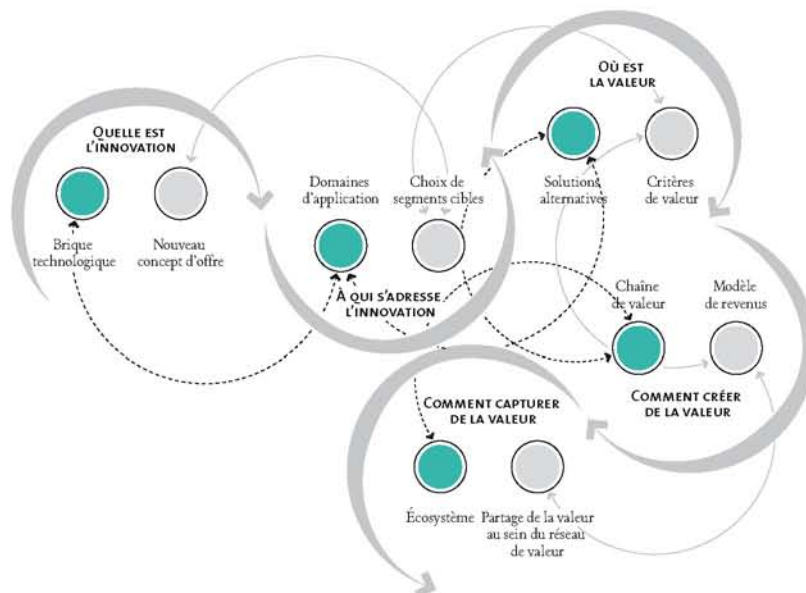 QUELLE EST
L'INNOVATION
Brique
technologique
Nouveau
concept d'offre
Domaines
d'application
Choix de
segments cibles
À QUI S'ADRESSE
L'INNOVATION
OÙ EST
LA VALEUR
Solutions
alternatives
Critères
de valeur
Chaîne
de valeur
Modèle
de revenus
COMMENT CRÉER
DE LA VALEUR
COMMENT CAPTURER
DE LA VALEUR
Écosystème
Partage de la valeur
au sein du réseau
de valeur